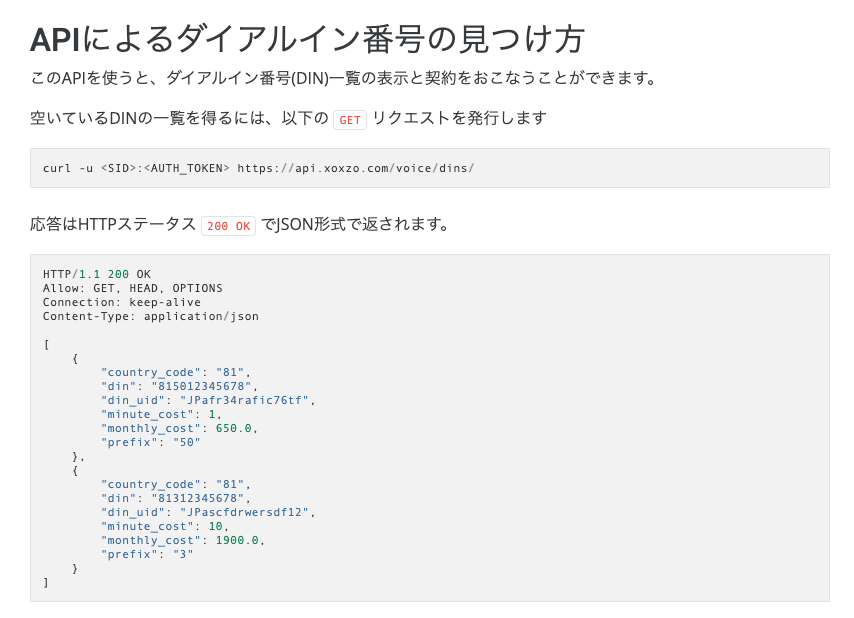 APIによるダイアルイン番号の見つけ方
このAPIを使うと、ダイアルイン番号(DIN)一覧の表示と契約をおこなうことができます。
空いているDINの一覧を得るには、以下の GET リクエストを発行します
curl -u <SID>:<AUTH_TOKEN> https://api.xoxzo.com/voice/dins/
応答はHTTPステータス 200 OK でJSON形式で返されます。
HTTP/1.1 200 OK
Allow: GET, HEAD, OPTIONS
Connection: keep-alive
Content-Type: application/json
[
    {
        "country_code": "81",
        "din": "815012345678",
        "din_uid": "JPafr34rafic76tf",
        "minute_cost": 1,
        "monthly_cost": 650.0,
        "prefix": "50"
    },
    {
        "country_code": "81",
        "din": "81312345678",
        "din_uid": "JPascfdrwersdf12",
        "minute_cost": 10,
        "monthly_cost": 1900.0,
        "prefix": "3"
    }
]